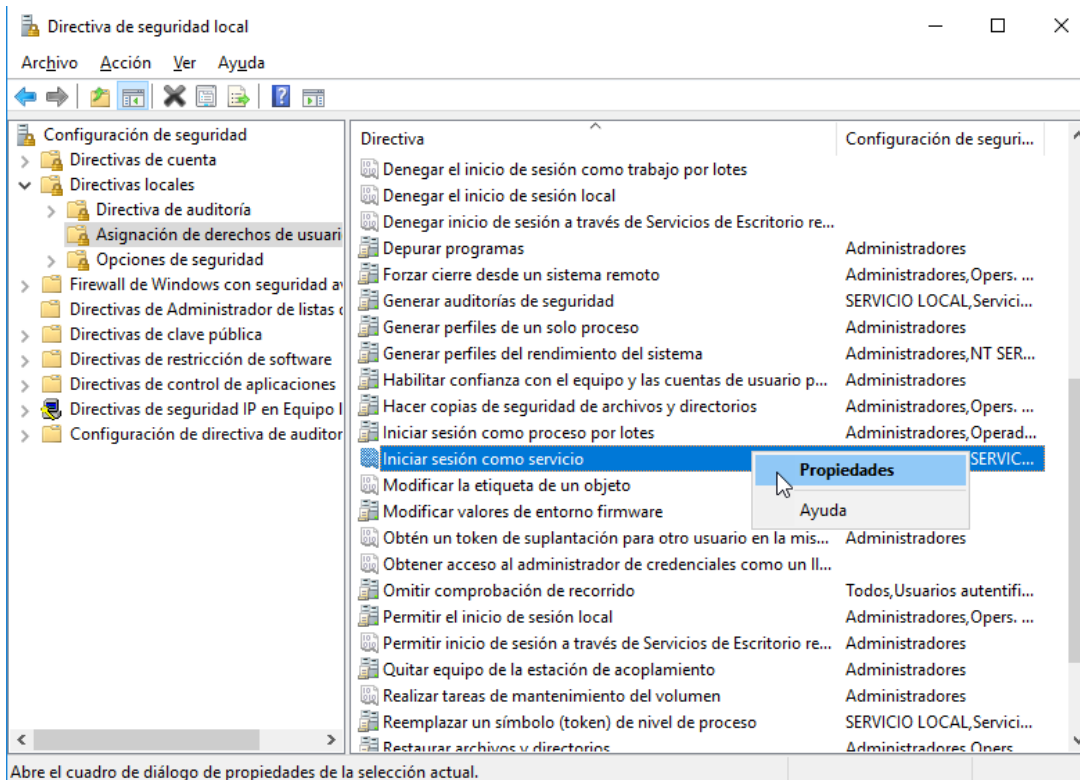 Directiva de seguridad local
Archivo Acción Ver Ayuda
Configuración de seguridad
Directivas de cuenta
Directivas locales
Directiva de auditoría
Asignación de derechos de usuari
Opciones de seguridad
Firewall de Windows con seguridad av
Directivas de Administrador de listas
Directivas de clave pública
Directivas de restricción de software
Directivas de control de aplicaciones
Directivas de seguridad IP en Equipo l
Configuración de directiva de auditor
Directiva Configuración de seguri...
Denegar el inicio de sesión como trabajo por lotes
Denegar el inicio de sesión local
Denegar inicio de sesión a través de Servicios de Escritorio re...
Depurar programas Administradores
Forzar cierre desde un sistema remoto Administradores,Opers. ...
Generar auditorías de seguridad SERVICIO LOCAL,Servici...
Generar perfiles de un solo proceso Administradores
Generar perfiles del rendimiento del sistema Administradores,NT SER...
Habilitar confianza con el equipo y las cuentas de usuario p... Administradores
Hacer copias de seguridad de archivos y directorios Administradores,Opers. ...
Iniciar sesión como proceso por lotes Administradores,Operad...
Iniciar sesión como servicio SERVIC...
Propiedades
Ayuda
Modificar la etiqueta de un objeto
Modificar valores de entorno firmware
Obtén un token de suplantación para otro usuario en la mis... Administradores
Obtener acceso al administrador de credenciales como un ll...
Omitir comprobación de recorrido Todos,Usuarios autentifi...
Permitir el inicio de sesión local Administradores,Opers. ...
Permitir inicio de sesión a través de Servicios de Escritorio re... Administradores
Quitar equipo de la estación de acoplamiento Administradores
Realizar tareas de mantenimiento del volumen Administradores
Reemplazar un símbolo (token) de nivel de proceso SERVICIO LOCAL,Servici...
Restaurar archivos y directorios Administradores Opers
Abre el cuadro de diálogo de propiedades de la selección actual.